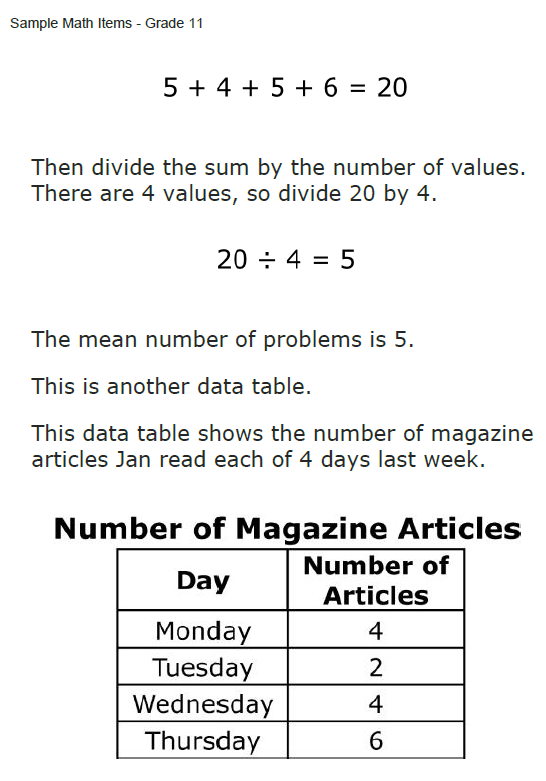 Sample Math Items - Grade 11
5 + 4 + 5 + 6 = 20
Then divide the sum by the number of values.
There are 4 values, so divide 20 by 4.
20 ÷ 4 = 5
The mean number of problems is 5.
This is another data table.
This data table shows the number of magazine
articles Jan read each of 4 days last week.
Number of Magazine Articles
Day Number of
Articles
Monday 4
Tuesday 2
Wednesday 4
Thursday 6